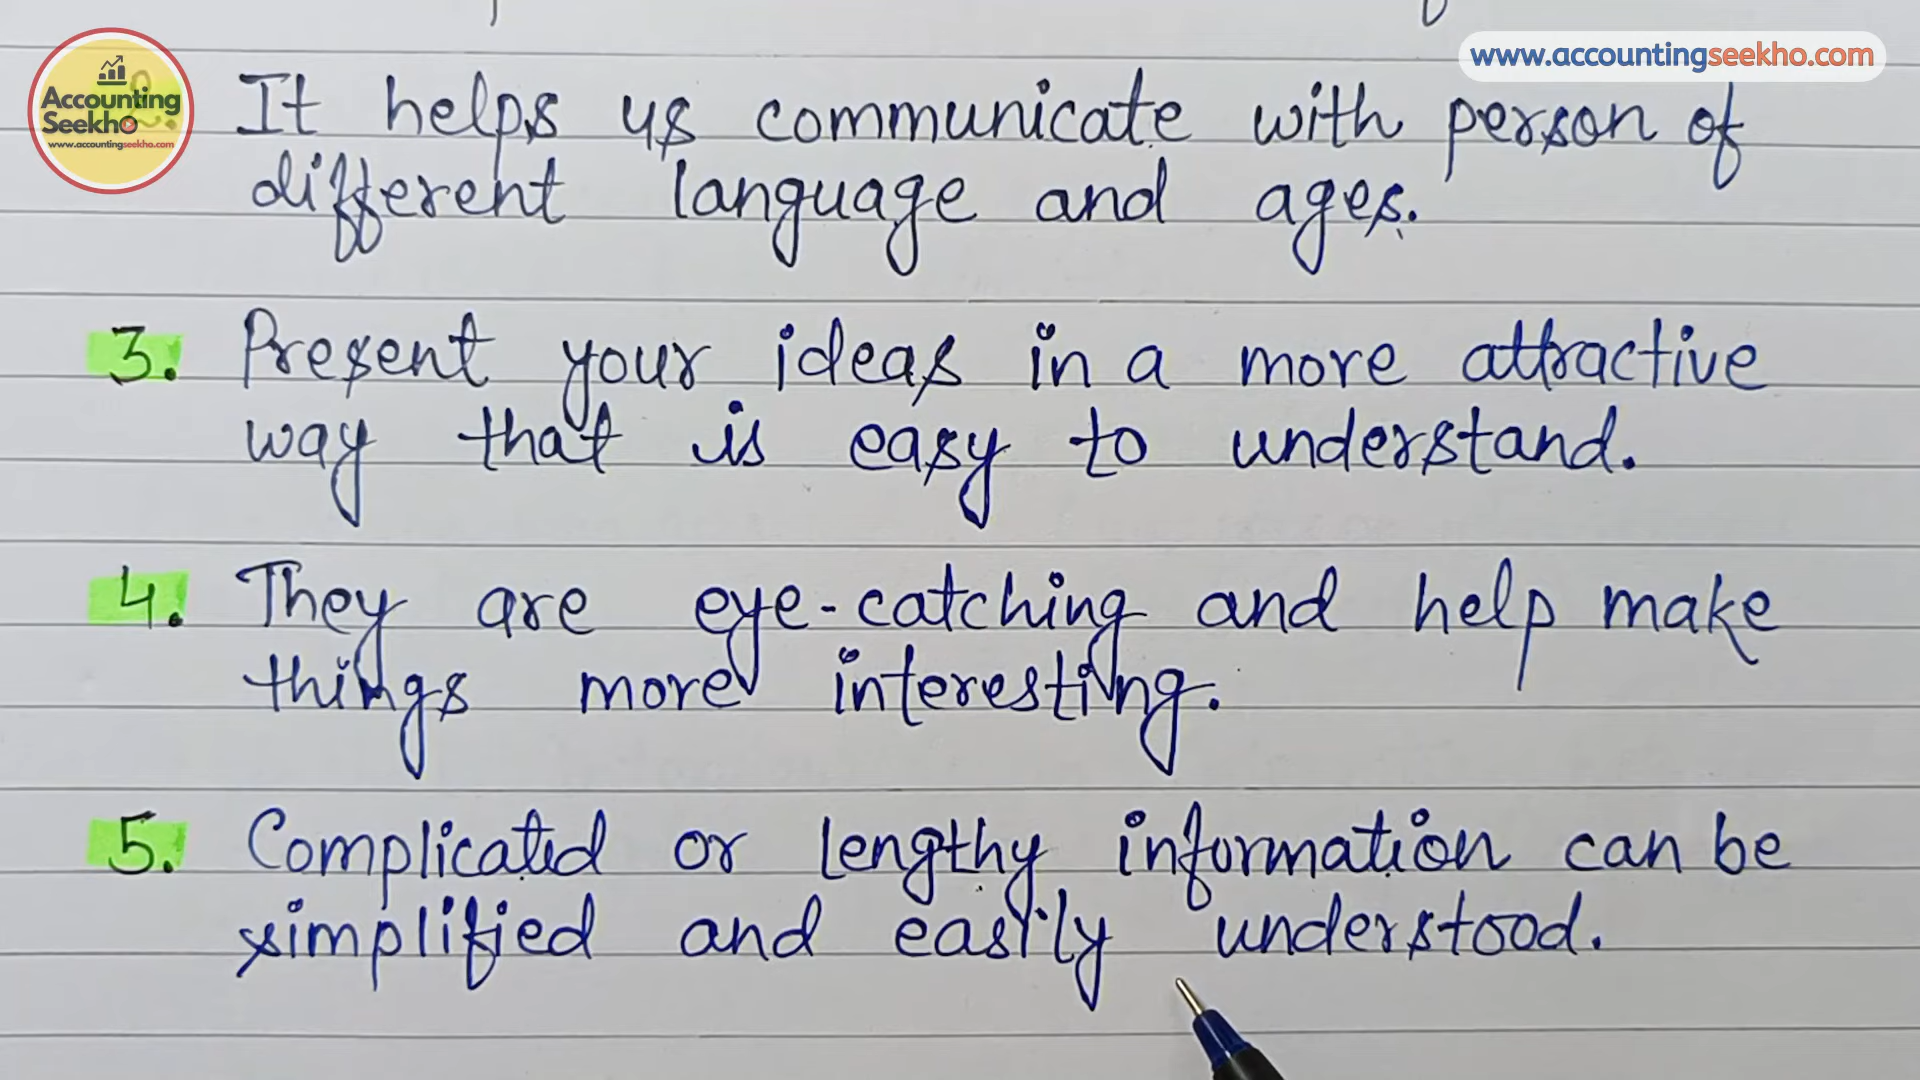 Accounting
Seekho
www.accountingseekho.com
www.accountingseekho.com
2. It helps us communicate with person of
different language and ages.
3. Present your ideas in a more attractive
way that is easy to understand.
4. They are eye-catching and help make
things more interesting.
5. Complicated or lengthy information can be
simplified and easily understood.